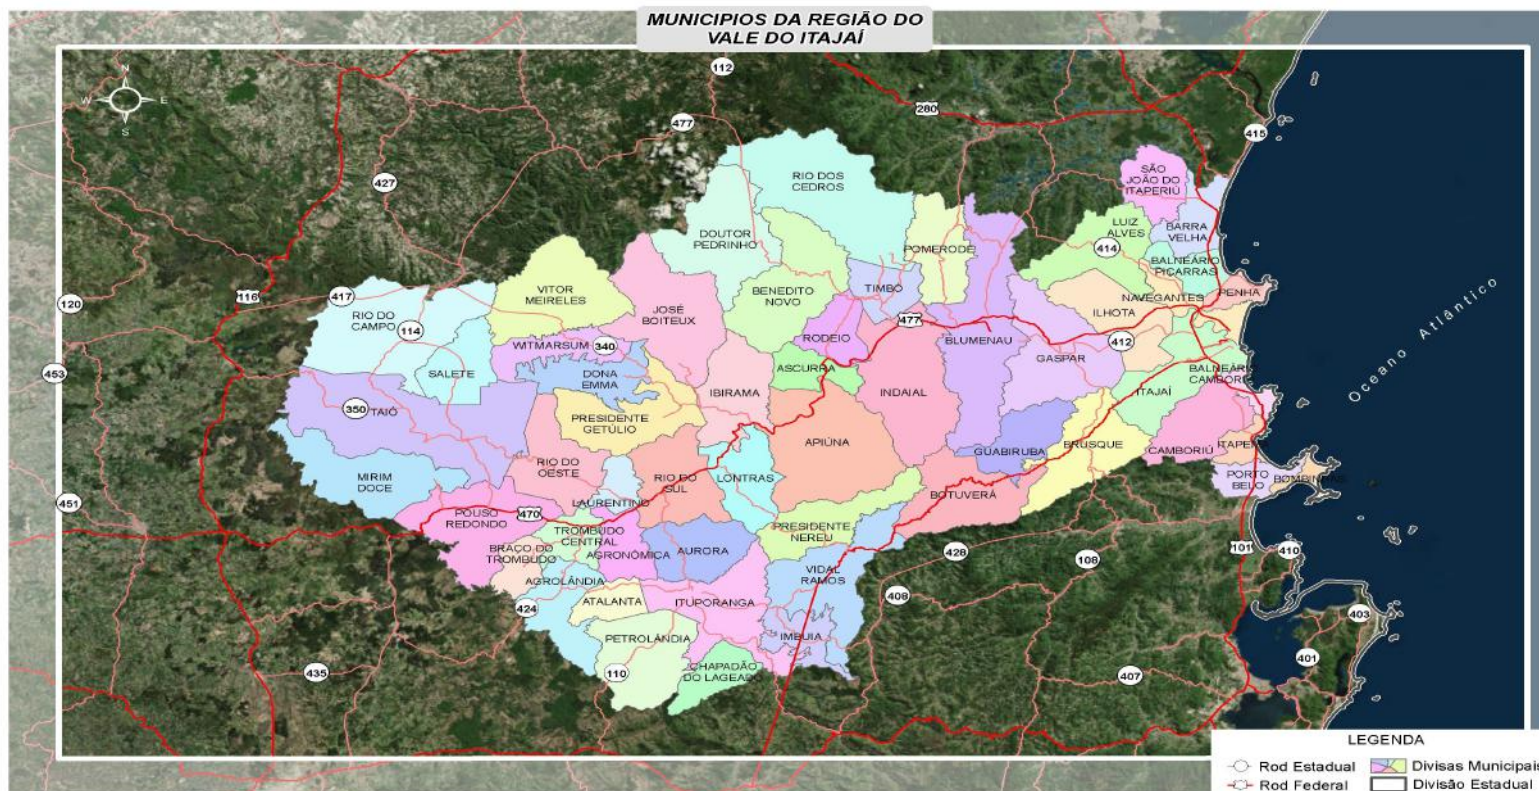 MUNICIPIOS DA REGIÃO DO
VALE DO ITAJAÍ
N
W
E
S
112
280
415
477
427
120
116
417
114
453
350
451
340
414
477
412
470
424
110
435
428
408
108
101
410
403
401
407
SÃO
JOÃO DO
ITAPERIÚ
RIO DOS
CEDROS
LUIZ
ALVES
BARRA
VELHA
DOUTOR
PEDRINHO
POMERODE
BALNEÁRIO
PIÇARRAS
VITOR
MEIRELES
BENEDITO
NOVO
TIMBÓ
NAVEGANTES
PENHA
RIO DO
CAMPO
JOSÉ
BOITEUX
ILHOTA
WITMARSUM
RODEIO
BLUMENAU
GASPAR
SALETE
DONA
EMMA
ASCURRA
BALNEÁRIO
CAMBORI
IBIRAMA
INDAIAL
ITAJAÍ
TAIÓ
PRESIDENTE
GETÚLIO
APIÚNA
GUABIRUBA
BRUSQUE
CAMBORIÚ
ITAPEM
MIRIM
DOCE
RIO DO
OESTE
RIO DO
SUL
LONTRAS
PORTO
BELO
BOMBINHAS
LAURENTINO
BOTUVERÁ
POUSO
REDONDO
TROMBUDO
CENTRAL
PRESIDENTE
NEREU
BRAÇO DO
TROMBUDO
AGRONÔMICA
AURORA
VIDAL
RAMOS
AGROLÂNDIA
ATALANTA
ITUPORANGA
PETROLÂNDIA
IMBUIA
CHAPADÃO
DO LAGEADO
Oceano Atlântico
LEGENDA
Rod Estadual
Divisas Municipais
Rod Federal
Divisão Estadual